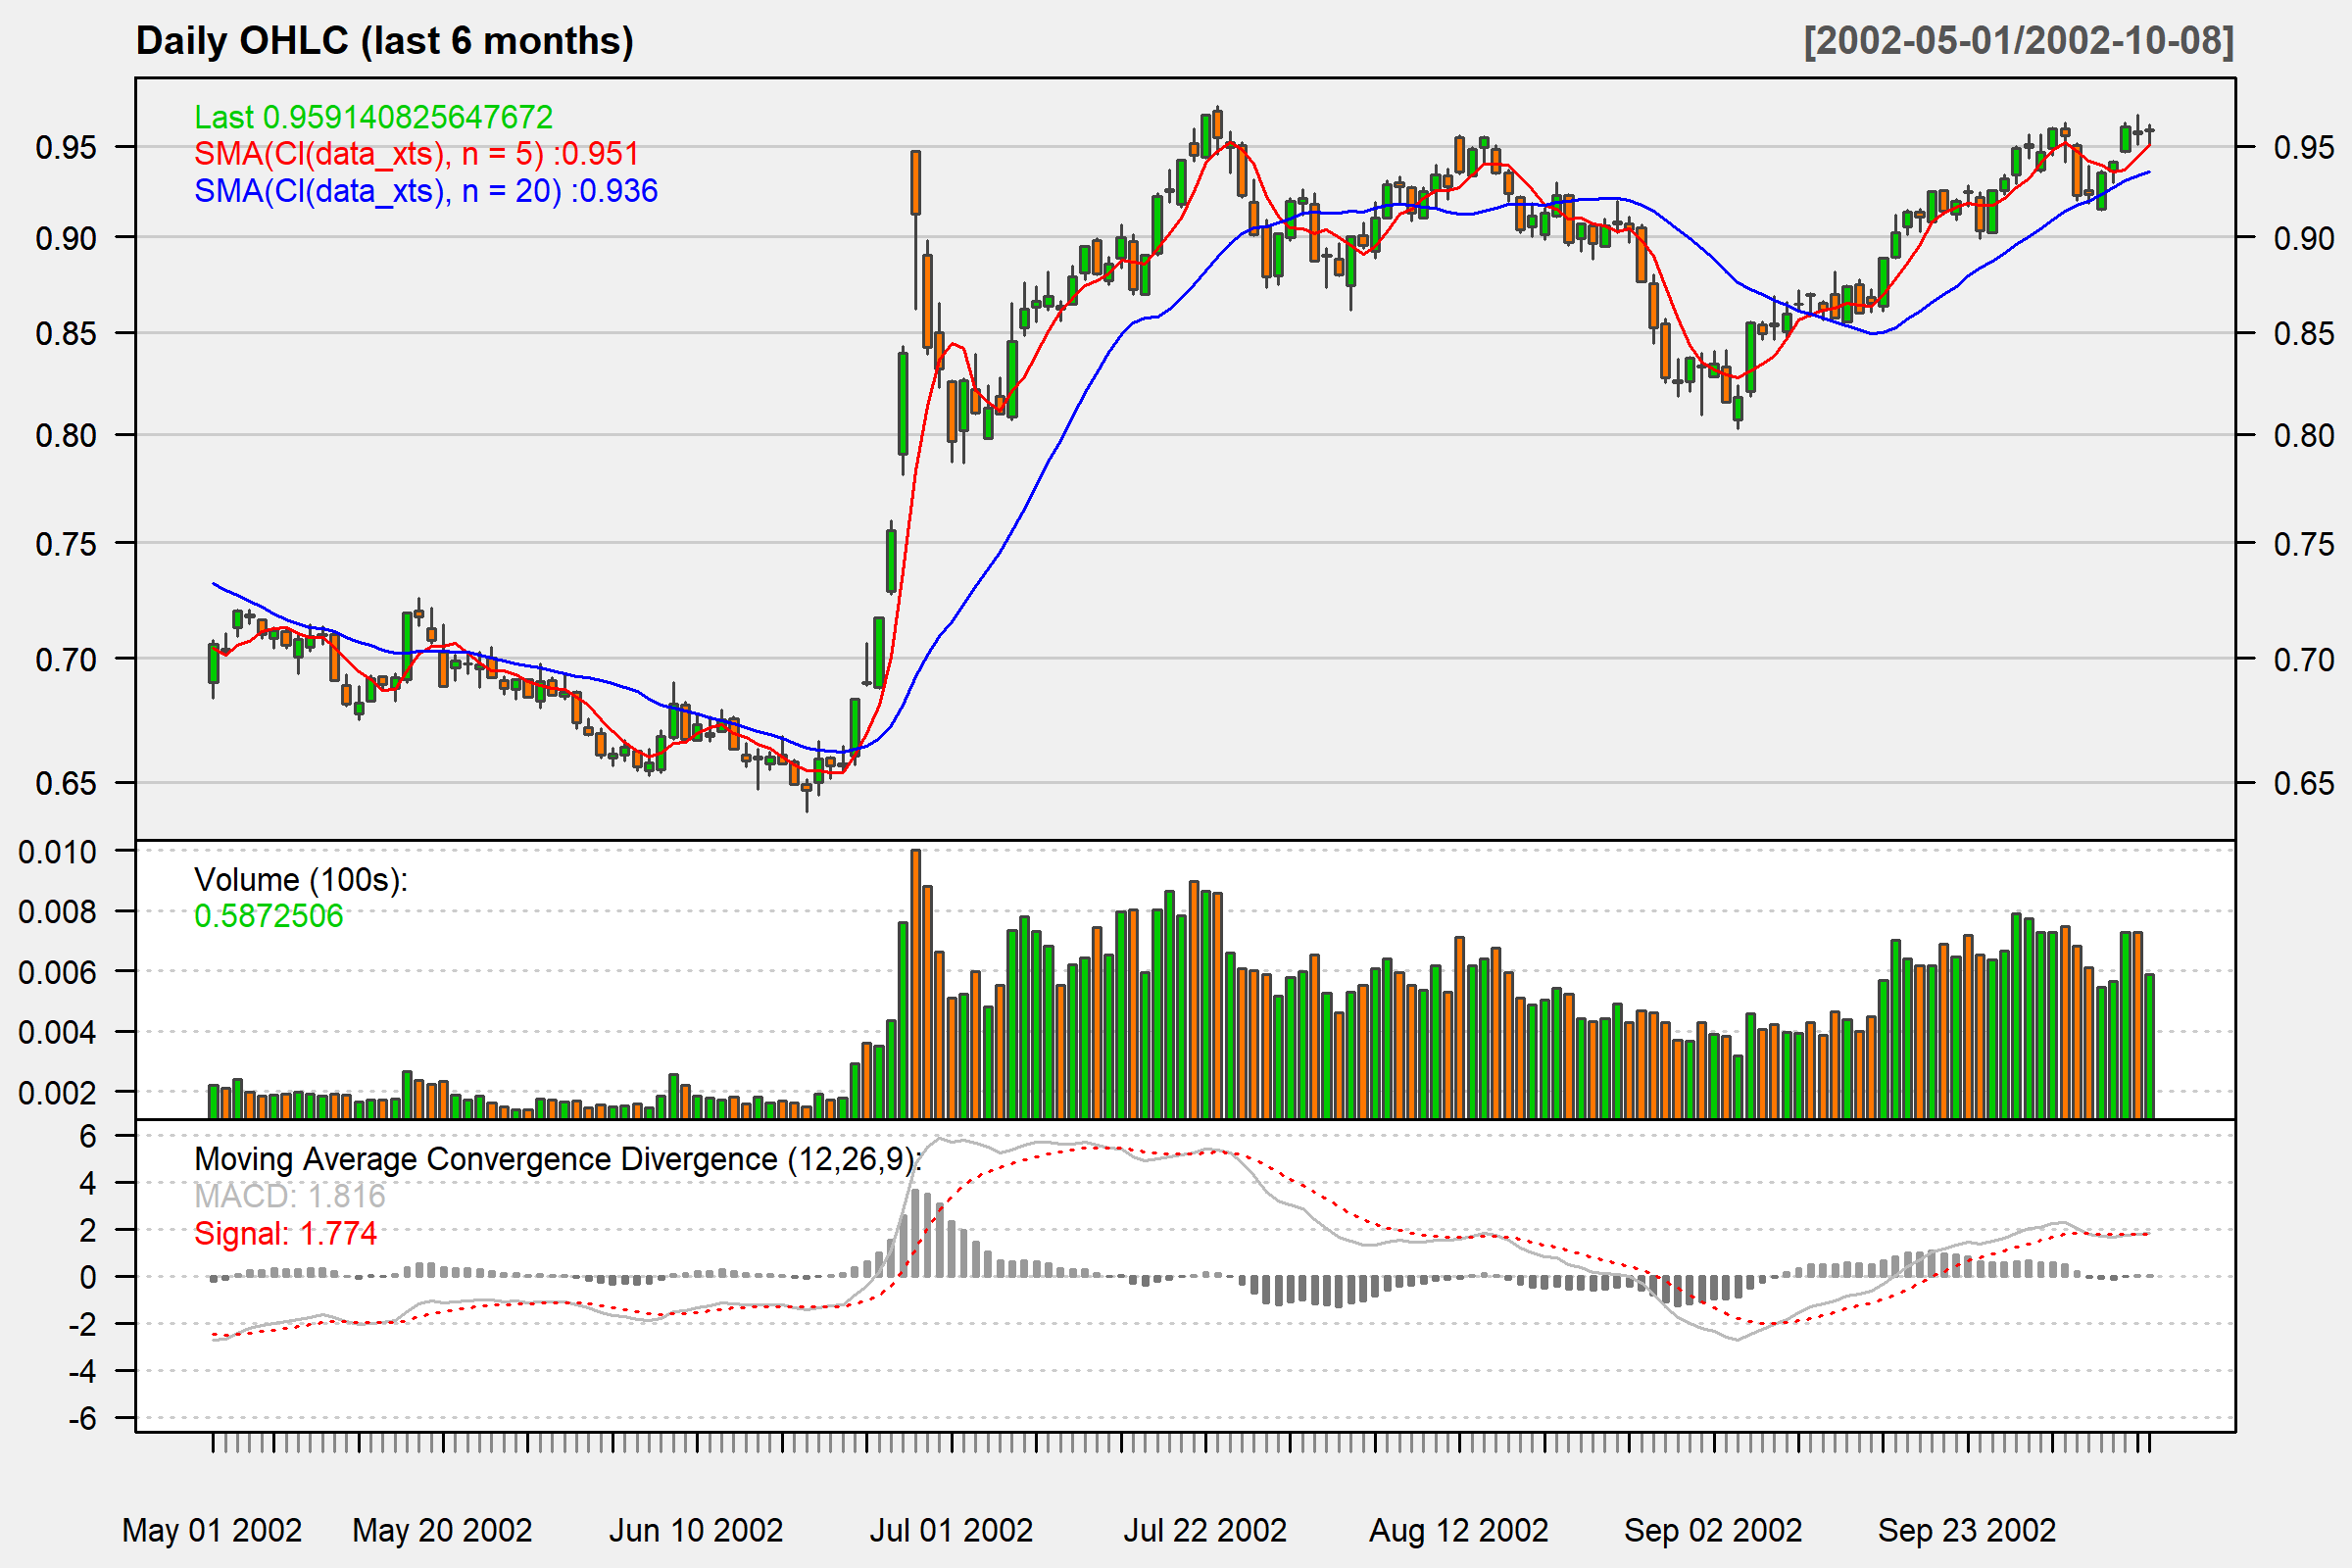 Daily OHLC (last 6 months)
[2002-05-01/2002-10-08]
Last 0.959140825647672
SMA(Cl(data_xts), n = 5) :0.951
SMA(Cl(data_xts), n = 20) :0.936
0.95 0.95
0.90 0.90
0.85 0.85
0.80 0.80
0.75 0.75
0.70 0.70
0.65 0.65
Volume (100s):
0.5872506
0.010
0.008
0.006
0.004
0.002
Moving Average Convergence Divergence (12,26,9):
MACD: 1.816
Signal: 1.774
6
4
2
0
-2
-4
-6
May 01 2002 May 20 2002 Jun 10 2002 Jul 01 2002 Jul 22 2002 Aug 12 2002 Sep 02 2002 Sep 23 2002